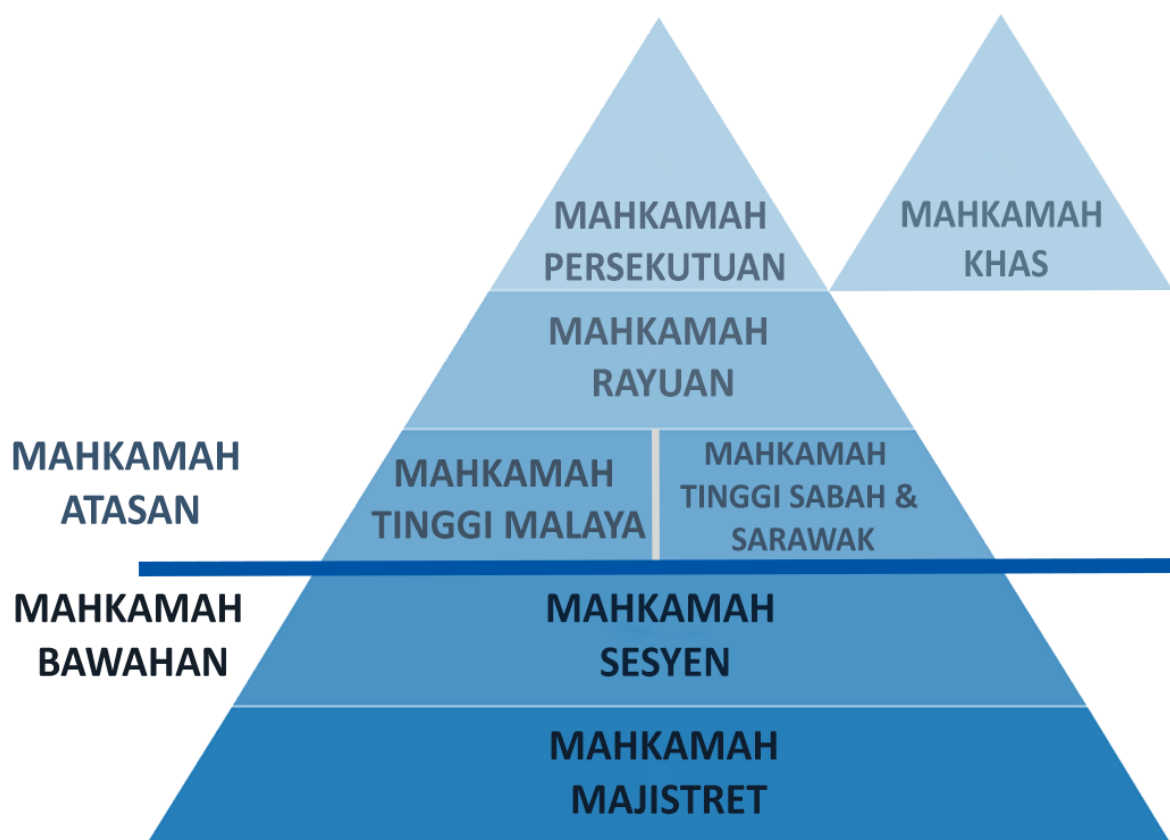 MAHKAMAH
PERSEKUTUAN
MAHKAMAH
KHAS
MAHKAMAH
RAYUAN
MAHKAMAH
ATASAN
MAHKAMAH
TINGGI MALAYA
MAHKAMAH
TINGGI SABAH &
SARAWAK
MAHKAMAH
BAWAHAN
MAHKAMAH
SESYEN
MAHKAMAH
MAJISTRET